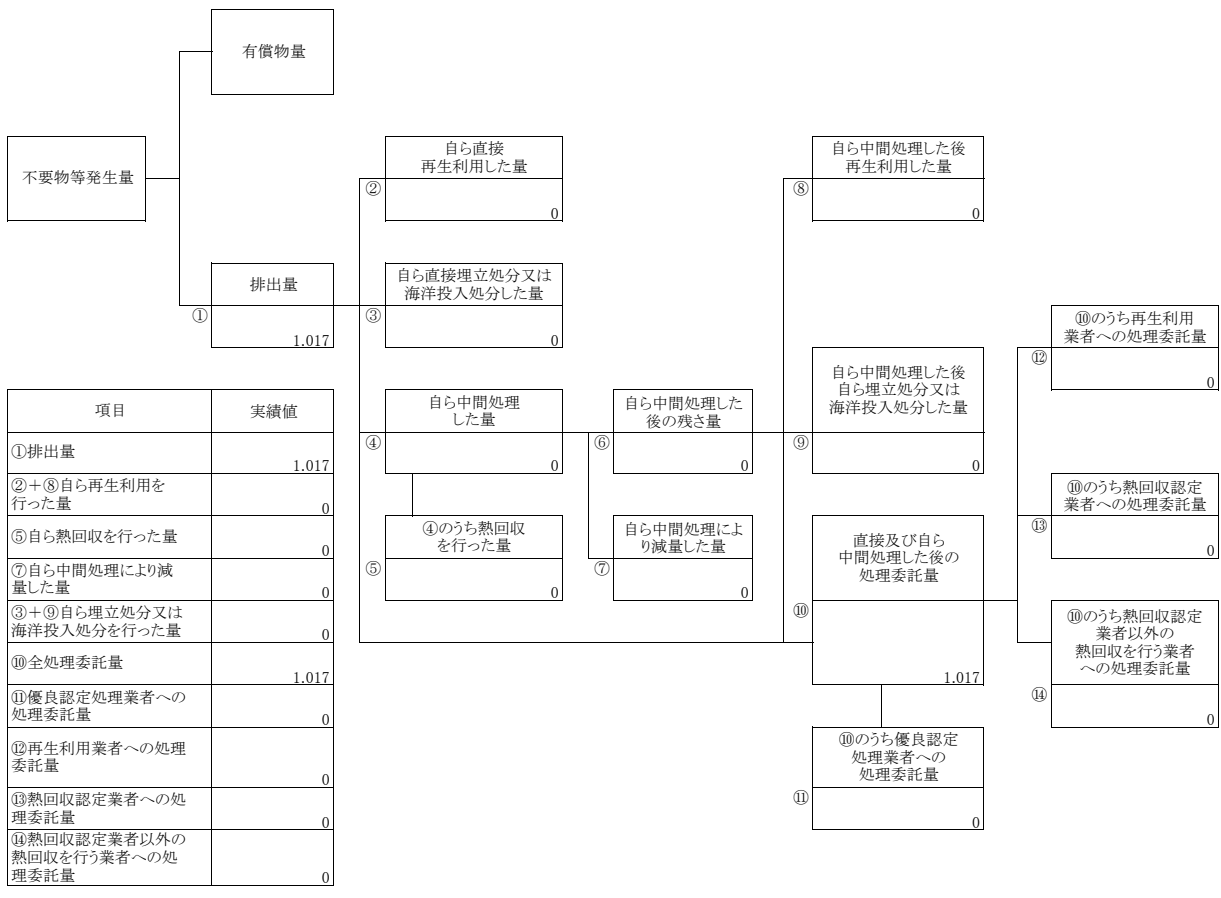 有償物量
不要物等発生量
自ら直接
再生利用した量
②
0
自ら中間処理した後
再生利用した量
⑧
0
排出量
①
1.017
自ら直接埋立処分又は
海洋投入処分した量
③
0
⑩のうち再生利用
業者への処理委託量
⑫
0
自ら中間処理
した量
④
0
自ら中間処理した
後の残さ量
⑥
0
自ら中間処理した後
自ら埋立処分又は
海洋投入処分した量
⑨
0
⑩のうち熱回収認定
業者への処理委託量
⑬
0
④のうち熱回収
を行った量
⑤
0
自ら中間処理によ
り減量した量
⑦
0
直接及び自ら
中間処理した後の
処理委託量
⑩
1.017
⑩のうち熱回収認定
業者以外の
熱回収を行う業者
への処理委託量
⑭
0
⑩のうち優良認定
処理業者への
処理委託量
⑪
0
項目 実績値
①排出量
1.017
②＋⑧自ら再生利用を
行った量
0
⑤自ら熱回収を行った量
0
⑦自ら中間処理により減
量した量
0
③＋⑨自ら埋立処分又は
海洋投入処分を行った量
0
⑩全処理委託量
1.017
⑪優良認定処理業者への
処理委託量
0
⑫再生利用業者への処理
委託量
0
⑬熱回収認定業者への処
理委託量
0
⑭熱回収認定業者以外の
熱回収を行う業者への処
理委託量
0